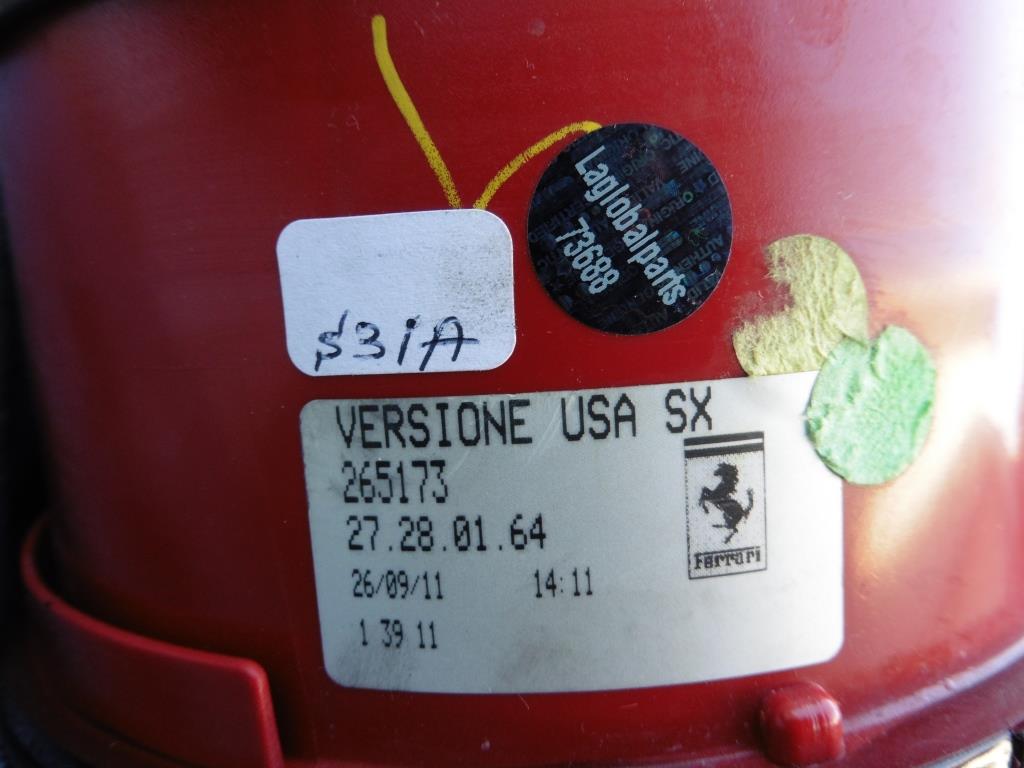 Laglobalparts
73688
$31A
VERSIONE USA SX
265173
27.28.01.64
26/09/11 14:11
1 39 11
Ferrari